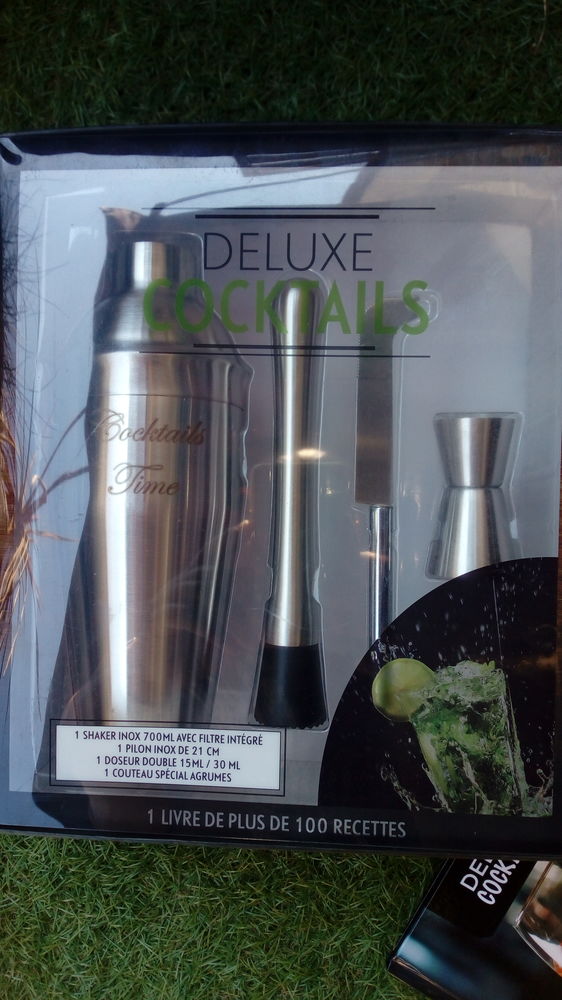 DELUXE
COCKTAILS
Cocktails
Time
1 SHAKER INOX 700ML AVEC FILTRE INTÉGRÉ
1 PILON INOX DE 21 CM
1 DOSEUR DOUBLE 15ML / 30 ML
1 COUTEAU SPÉCIAL AGRUMES
1 LIVRE DE PLUS DE 100 RECETTES